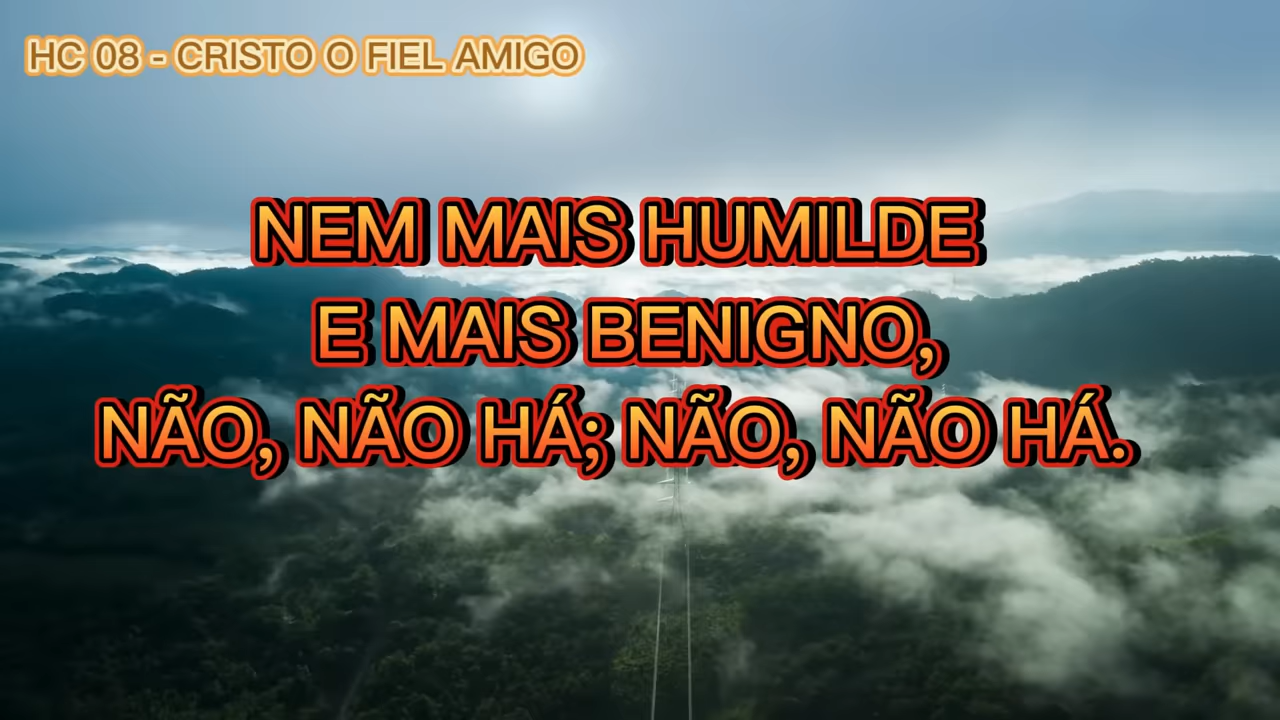 HC 08 - CRISTO O FIEL AMIGO
NEM MAIS HUMILDE
E MAIS BENIGNO,
NÃO, NÃO HÁ; NÃO, NÃO HÁ.